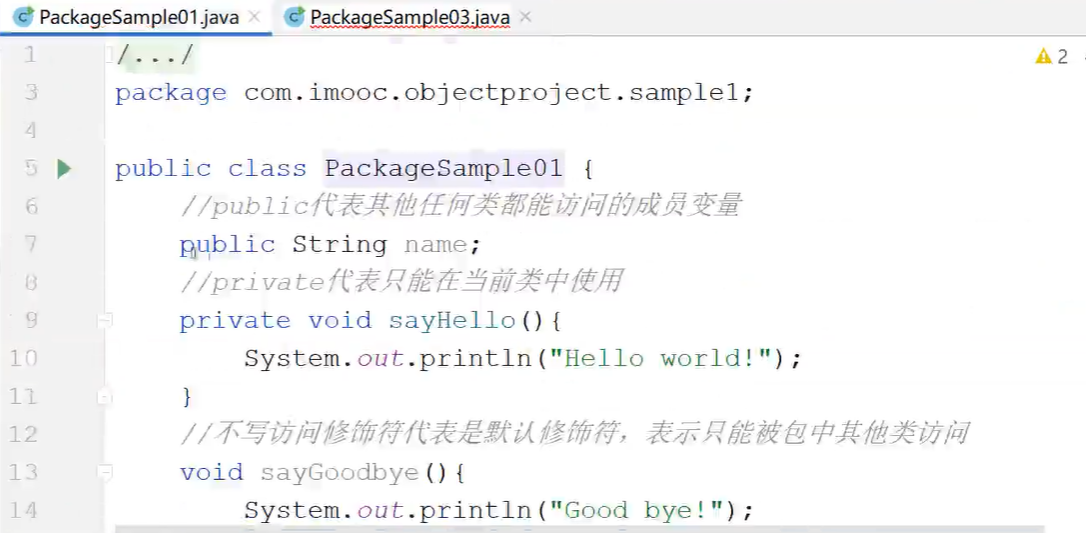 PackageSample01.java PackageSample03.java
1 /.../ 2
3 package com.imooc.objectproject.sample1;
4
5 public class PackageSample01 {
6 //public代表其他任何类都能访问的成员变量
7 public String name;
8 //private代表只能在当前类中使用
9 private void sayHello(){
10 System.out.println("Hello world!");
11 }
12 //不写访问修饰符代表是默认修饰符，表示只能被包中其他类访问
13 void sayGoodbye(){
14 System.out.println("Good bye!");